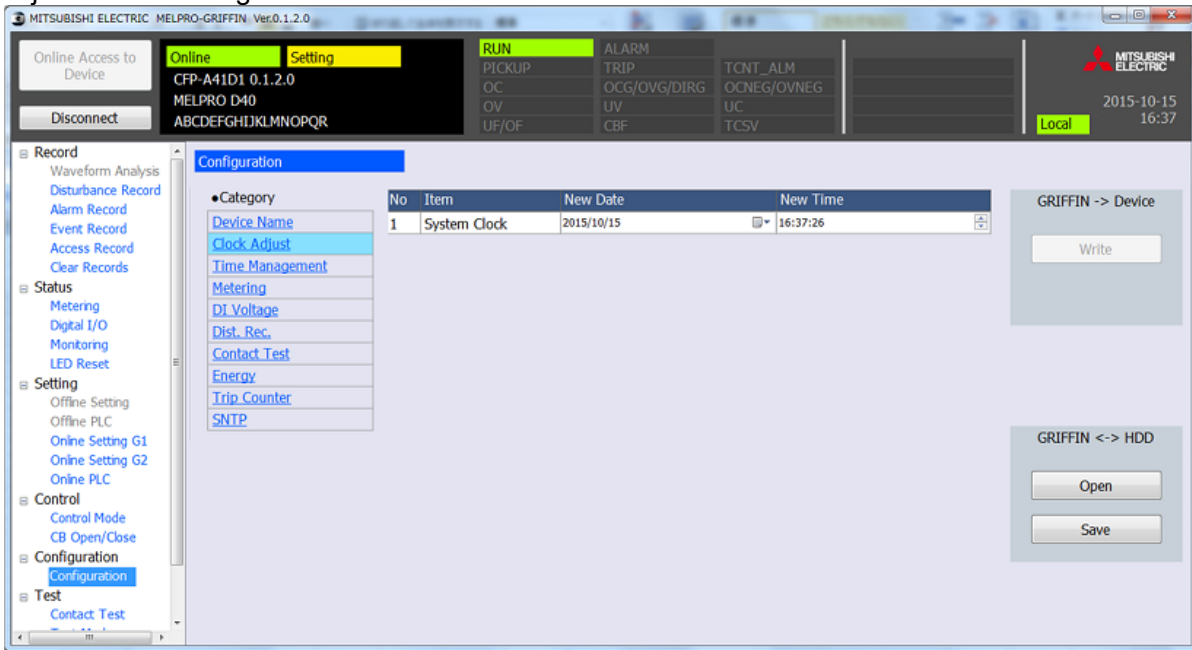 MITSUBISHI ELECTRIC MELPRO-GRIFFIN Ver.0.1.2.0
Online Access to
Device
Disconnect
Online Setting
CFP-A41D1 0.1.2.0
MELPRO D40
ABCDEFGHIJKLMNOPQR
RUN ALARM
PICKUP TRIP TCNT_ALM
OC OCG/OVG/DIRG OCNEG/OVNEG
OV UV UC
UF/OF CBF TCSV
MITSUBISHI
ELECTRIC
2015-10-15
Local 16:37
Record
Waveform Analysis
Disturbance Record
Alarm Record
Event Record
Access Record
Clear Records
Status
Metering
Digital I/O
Monitoring
LED Reset
Setting
Offline Setting
Offline PLC
Online Setting G1
Online Setting G2
Online PLC
Control
Control Mode
CB Open/Close
Configuration
Configuration
Test
Contact Test
Configuration
●Category
Device Name
Clock Adjust
Time Management
Metering
DI Voltage
Dist. Rec.
Contact Test
Energy
Trip Counter
SNTP
No Item New Date New Time
1 System Clock 2015/10/15 16:37:26
GRIFFIN -> Device
Write
GRIFFIN <-> HDD
Open
Save